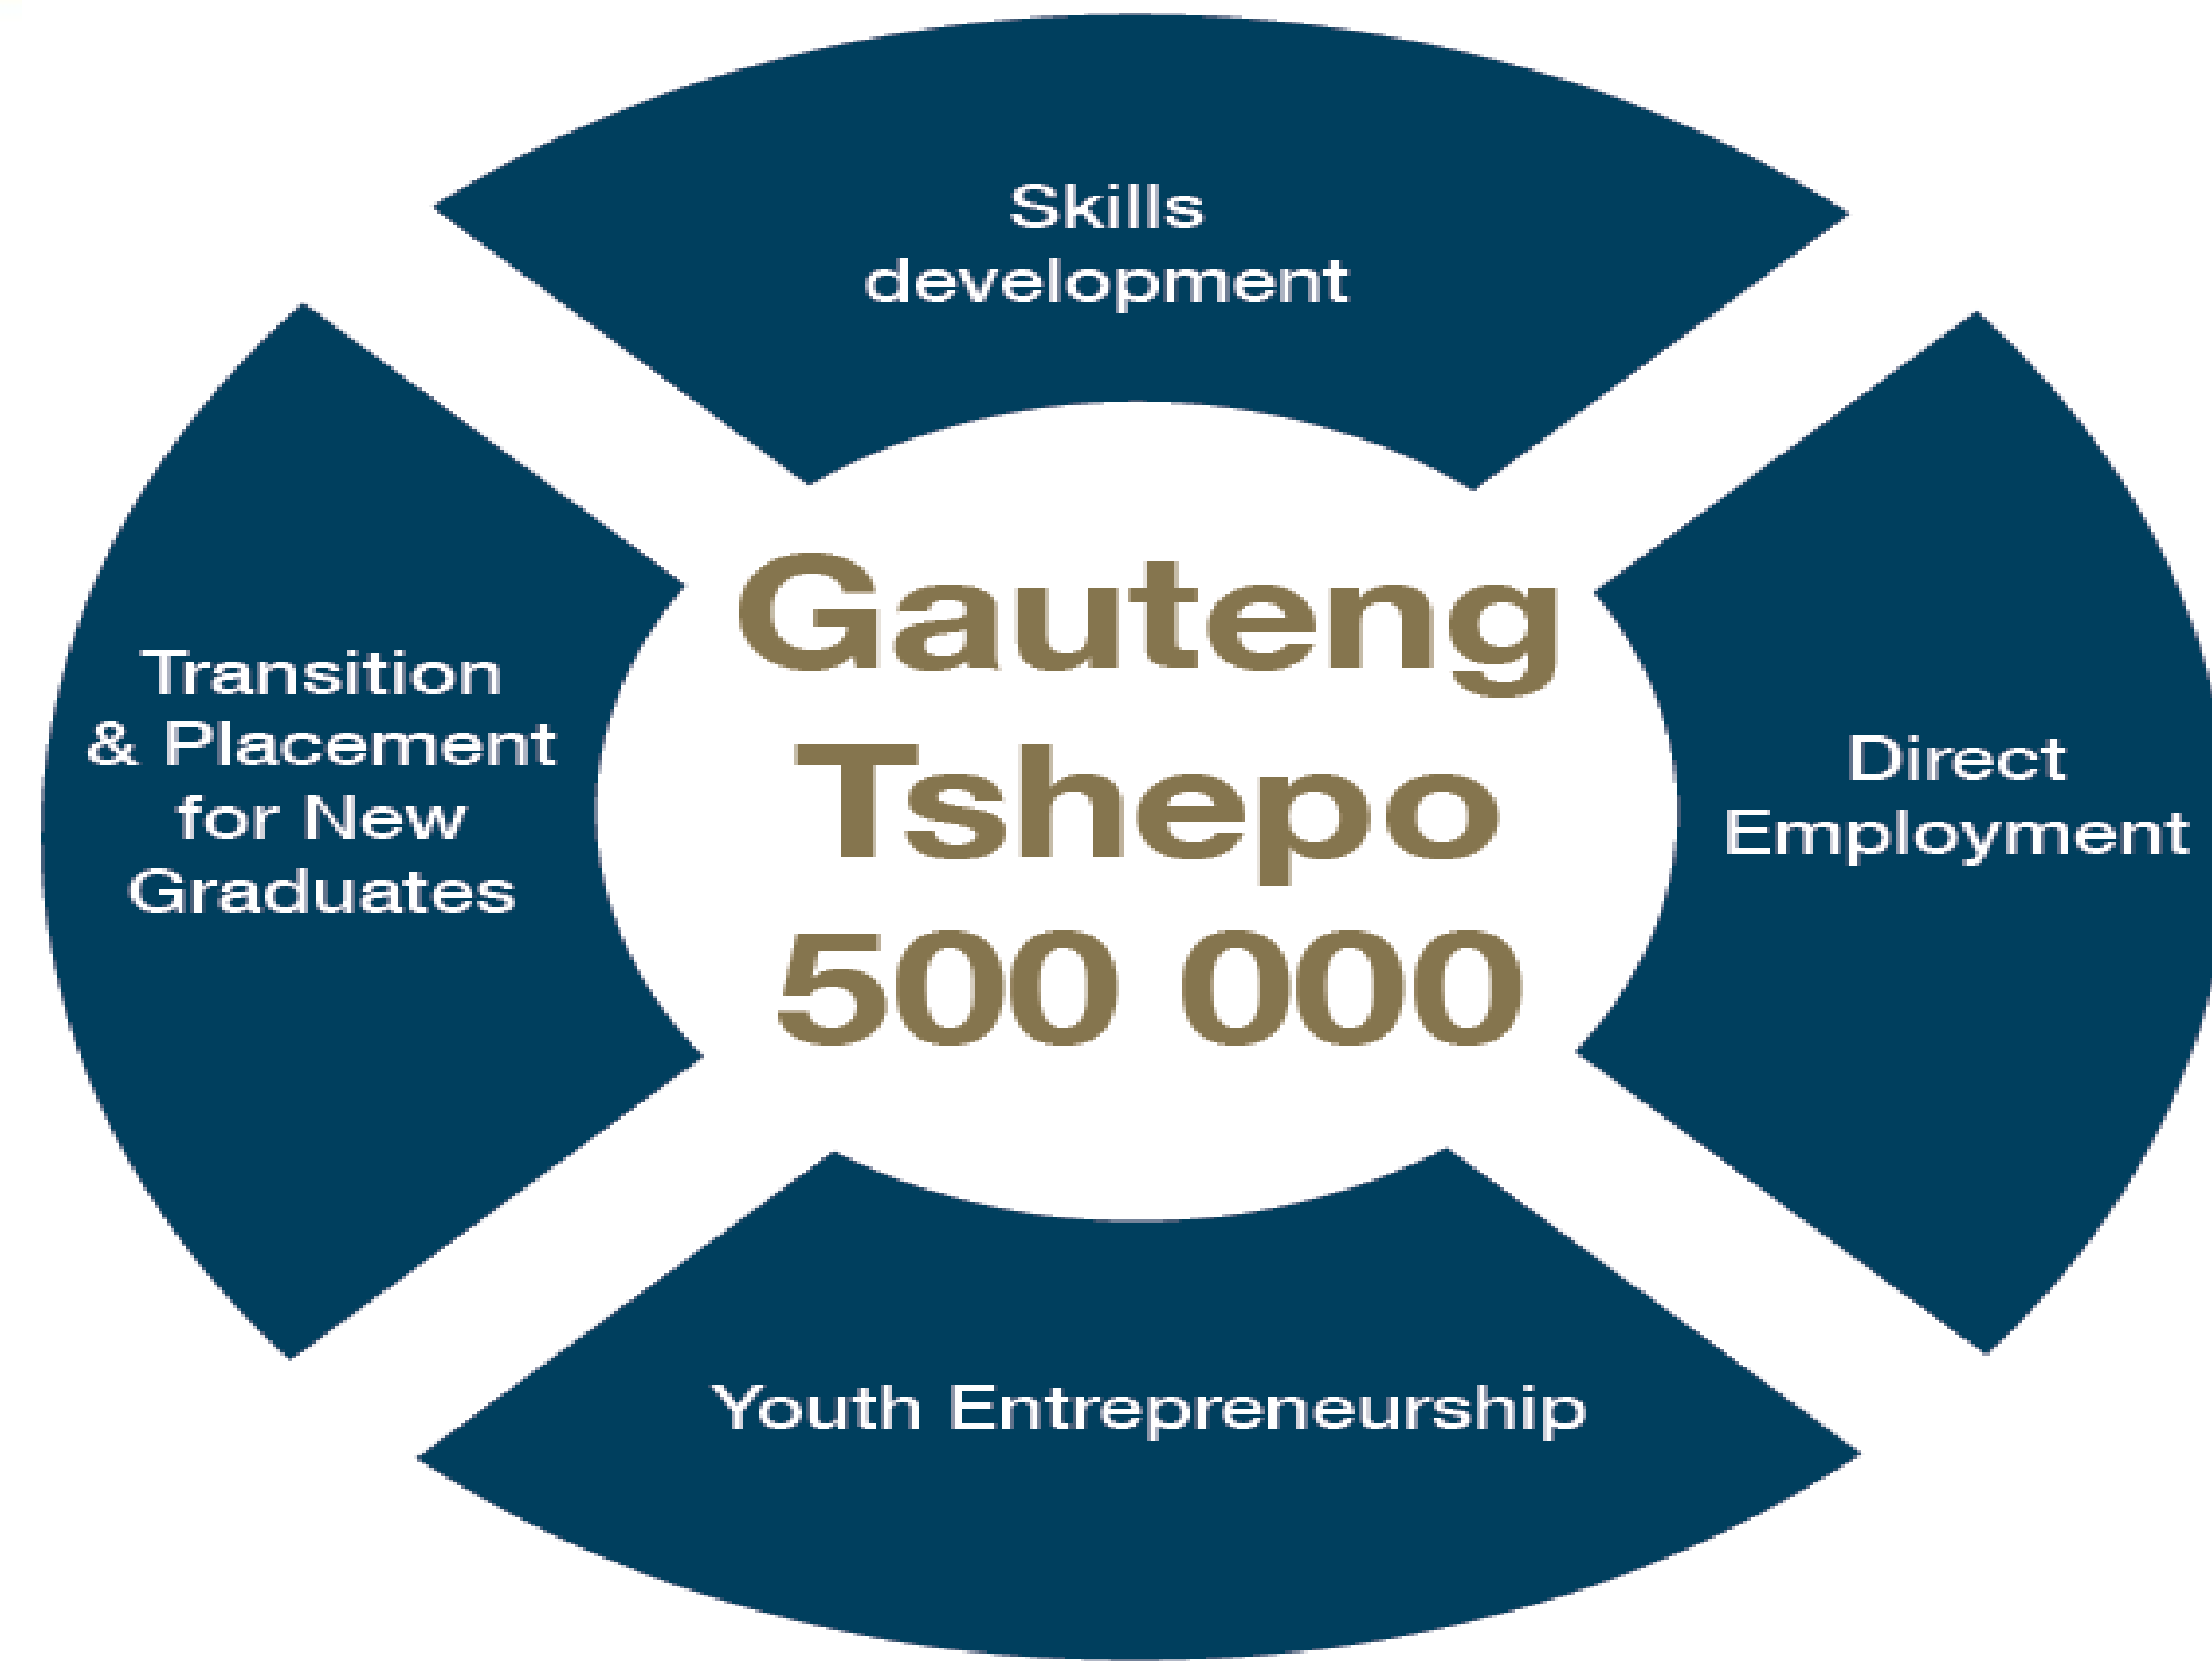 Skills
development
Gauteng
Tshepo
500 000
Transition
& Placement
for New
Graduates
Direct
Employment
Youth Entrepreneurship